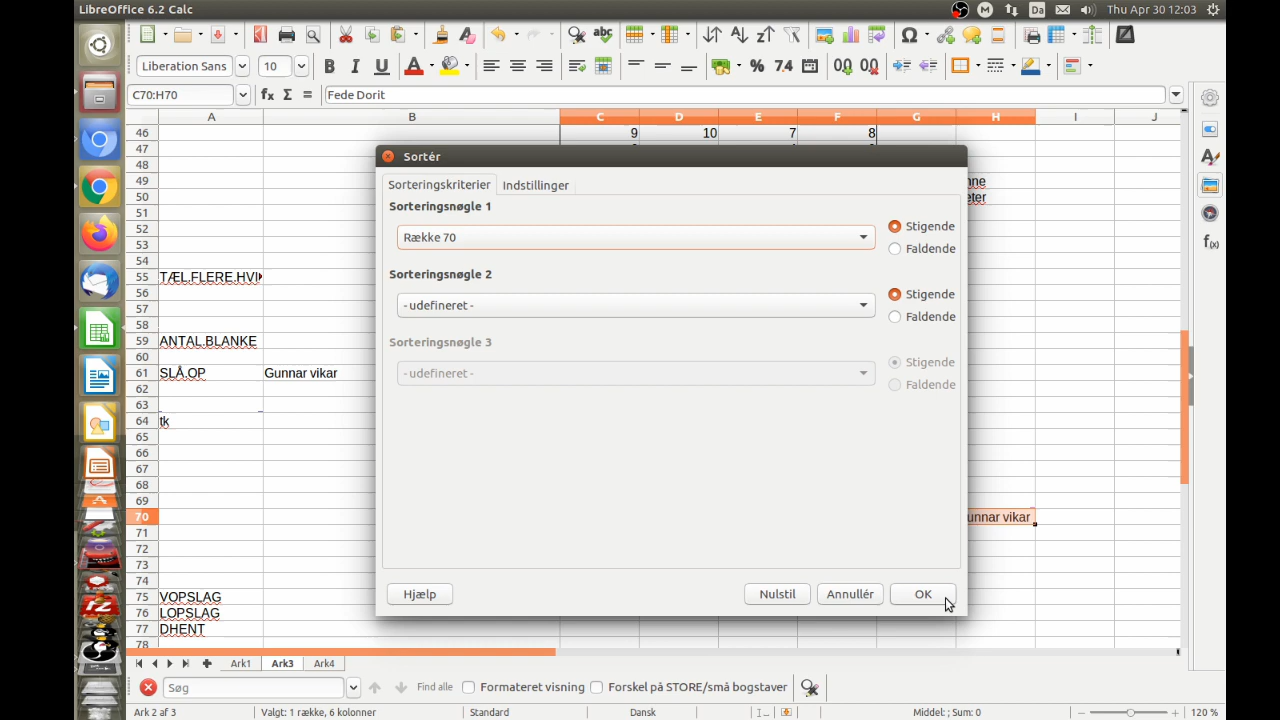 LibreOffice 6.2 Calc
Da
Thu Apr 30 12:03
Liberation Sans
10
C70:H70
Fede Dorit
A B C D E F G H I J
46 9 10 7 8
47
48
49 nne
50 eter
51
52
53
54
55 TÆL.FLERE.HVI
56
57
58
59 ANTAL.BLANKE
60
61 SLÅ.OP Gunnar vikar
62
63
64 tk
65
66
67
68
69
70 unnar vikar
71
72
73
74
75 VOPSLAG
76 LOPSLAG
77 DHENT
78
Sortér
Sorteringskriterier Indstillinger
Sorteringsnøgle 1
Række 70
Stigende
Faldende
Sorteringsnøgle 2
- udefineret -
Stigende
Faldende
Sorteringsnøgle 3
- udefineret -
Stigende
Faldende
Hjælp Nulstil Annullér OK
Ark1 Ark3 Ark4
Søg Find alle Formateret visning Forskel på STORE/små bogstaver
Ark 2 af 3 Valgt: 1 række, 6 kolonner Standard Dansk Middel: ; Sum: 0 120 %